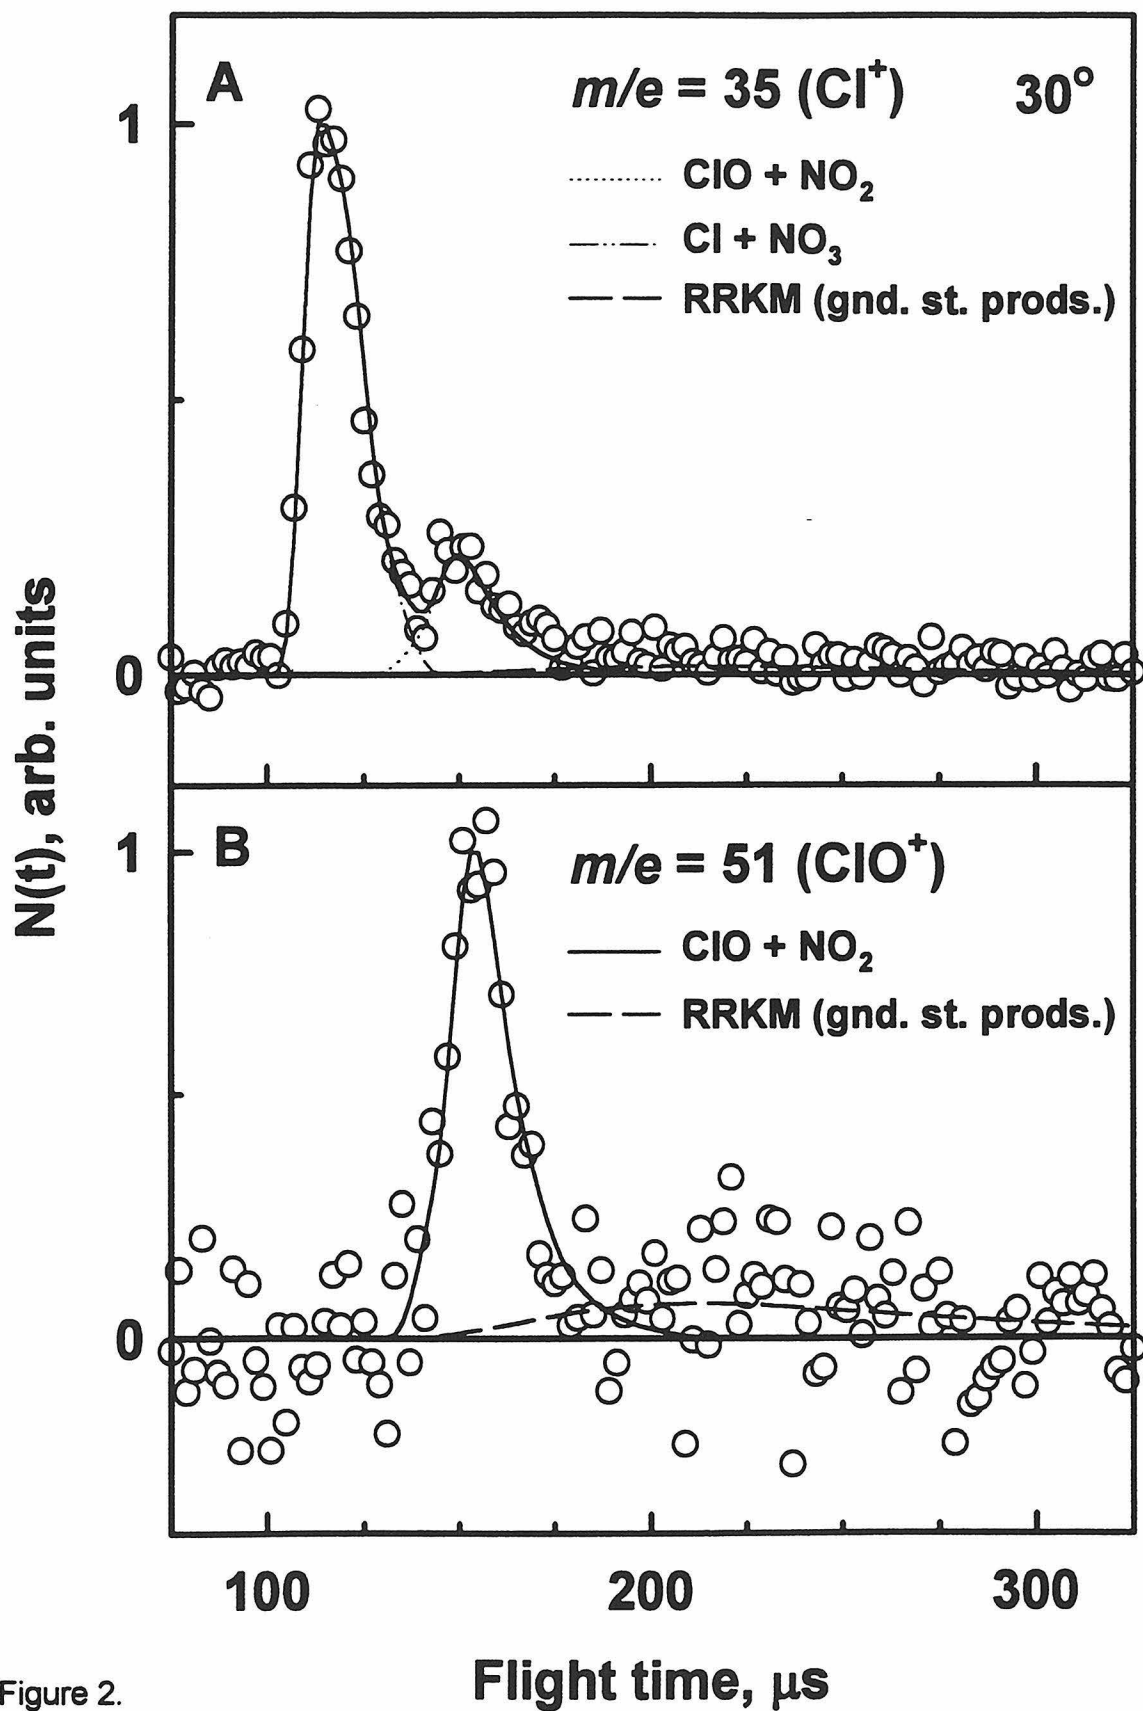 A
m/e = 35 (Cl⁺) 30°
ClO + NO₂
Cl + NO₃
RRKM (gnd. st. prods.)
1
0
N(t), arb. units
B
m/e = 51 (ClO⁺)
ClO + NO₂
RRKM (gnd. st. prods.)
1
0
100 200 300
Flight time, μs
Figure 2.